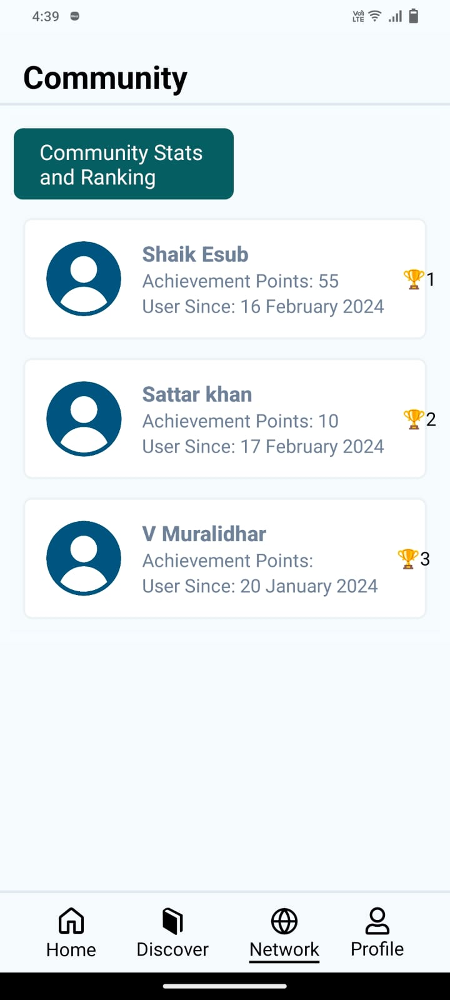 4:39
Vo)) LTE
Community
Community Stats
and Ranking
Shaik Esub
Achievement Points: 55
User Since: 16 February 2024
1
Sattar khan
Achievement Points: 10
User Since: 17 February 2024
2
V Muralidhar
Achievement Points:
User Since: 20 January 2024
3
Home
Discover
Network
Profile